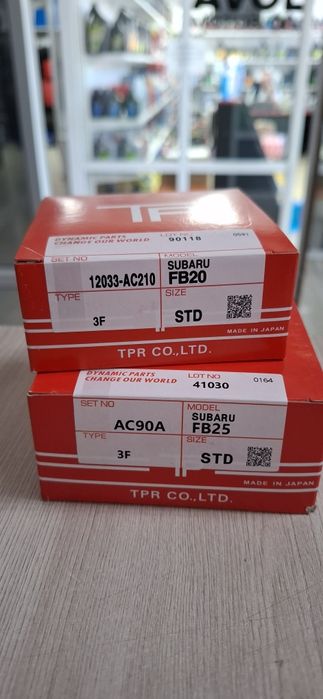 TP
DYNAMIC PARTS
CHANGE OUR WORLD
90118
0591
SET NO
MODEL
12033-AC210
SUBARU
FB20
TYPE
SIZE
3F
STD
MADE IN JAPAN
TPR CO.,LTD.
DYNAMIC PARTS
CHANGE OUR WORLD
LOT NO
41030
0164
SET NO
MODEL
AC90A
SUBARU
FB25
TYPE
SIZE
3F
STD
MADE IN JAPAN
TPR CO.,LTD.